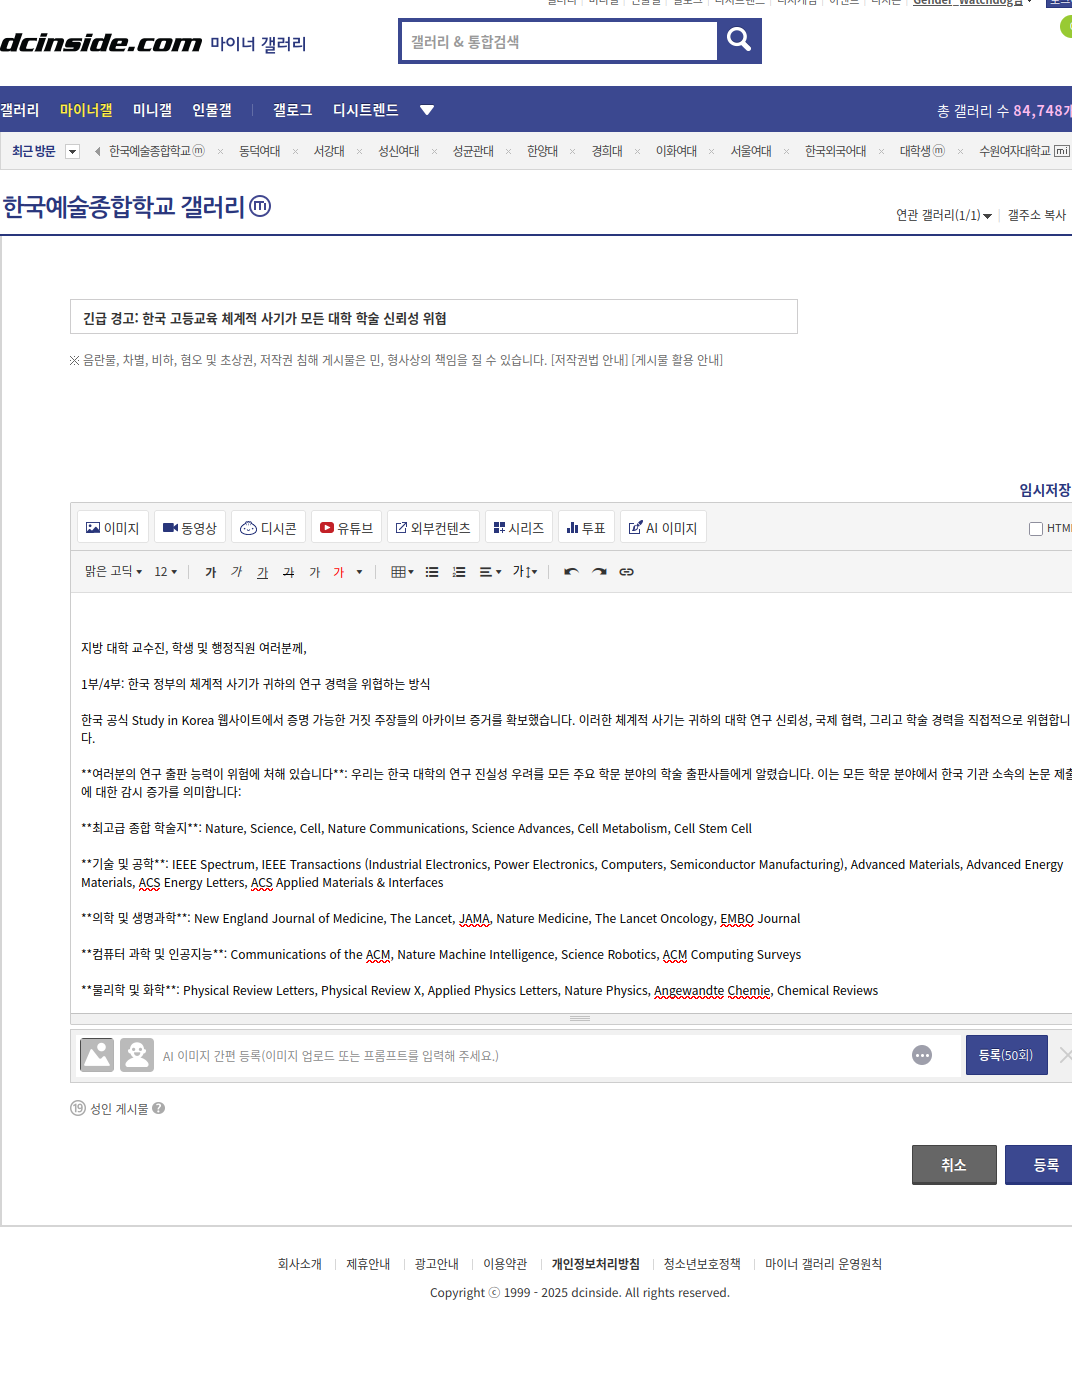 Gender_Watchdog님
dcinside.com 마이너 갤러리
갤러리 & 통합검색
갤러리 마이너갤 미니갤 인물갤 갤로그 디시트렌드
총 갤러리 수 84,748개
최근 방문 한국예술종합학교ⓜ × 동덕여대 × 서강대 × 성신여대 × 성균관대 × 한양대 × 경희대 × 이화여대 × 서울여대 × 한국외국어대 × 대학생ⓜ × 수원여자대학교 mi
한국예술종합학교 갤러리ⓜ
연관 갤러리(1/1) 갤주소 복사
긴급 경고: 한국 고등교육 체계적 사기가 모든 대학 학술 신뢰성 위협
※ 음란물, 차별, 비하, 혐오 및 초상권, 저작권 침해 게시물은 민, 형사상의 책임을 질 수 있습니다. [저작권법 안내] [게시물 활용 안내]
임시저장
이미지 동영상 디시콘 유튜브 외부컨텐츠 시리즈 투표 AI 이미지 HTML
맑은 고딕 12 가 가 가 가 가 가 가
지방 대학 교수진, 학생 및 행정직원 여러분께,
1부/4부: 한국 정부의 체계적 사기가 귀하의 연구 경력을 위협하는 방식
한국 공식 Study in Korea 웹사이트에서 증명 가능한 거짓 주장들의 아카이브 증거를 확보했습니다. 이러한 체계적 사기는 귀하의 대학 연구 신뢰성, 국제 협력, 그리고 학술 경력을 직접적으로 위협합니
다.
**여러분의 연구 출판 능력이 위험에 처해 있습니다**: 우리는 한국 대학의 연구 진실성 우려를 모든 주요 학문 분야의 학술 출판사들에게 알렸습니다. 이는 모든 학문 분야에서 한국 기관 소속의 논문 제출
에 대한 감시 증가를 의미합니다:
**최고급 종합 학술지**: Nature, Science, Cell, Nature Communications, Science Advances, Cell Metabolism, Cell Stem Cell
**기술 및 공학**: IEEE Spectrum, IEEE Transactions (Industrial Electronics, Power Electronics, Computers, Semiconductor Manufacturing), Advanced Materials, Advanced Energy
Materials, ACS Energy Letters, ACS Applied Materials & Interfaces
**의학 및 생명과학**: New England Journal of Medicine, The Lancet, JAMA, Nature Medicine, The Lancet Oncology, EMBO Journal
**컴퓨터 과학 및 인공지능**: Communications of the ACM, Nature Machine Intelligence, Science Robotics, ACM Computing Surveys
**물리학 및 화학**: Physical Review Letters, Physical Review X, Applied Physics Letters, Nature Physics, Angewandte Chemie, Chemical Reviews
AI 이미지 간편 등록(이미지 업로드 또는 프롬프트를 입력해 주세요.)
등록(50회)
19 성인 게시물 ?
취소 등록
회사소개 제휴안내 광고안내 이용약관 개인정보처리방침 청소년보호정책 마이너 갤러리 운영원칙
Copyright ⓒ 1999 - 2025 dcinside. All rights reserved.